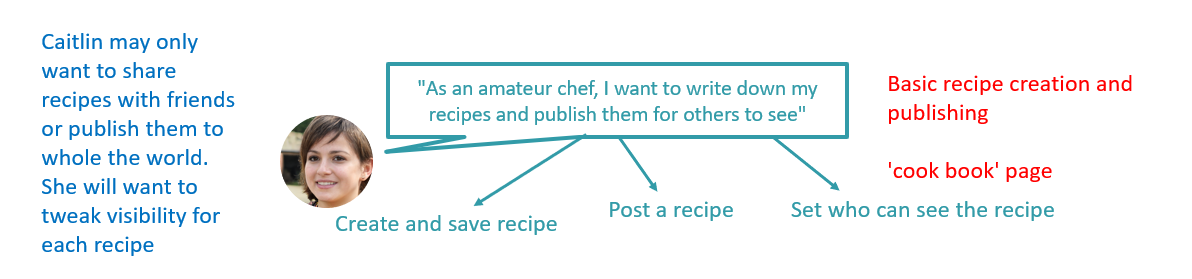 Caitlin may only
want to share
recipes with friends
or publish them to
whole the world.
She will want to
tweak visibility for
each recipe
"As an amateur chef, I want to write down my
recipes and publish them for others to see"
Create and save recipe
Post a recipe
Set who can see the recipe
Basic recipe creation and
publishing
'cook book' page